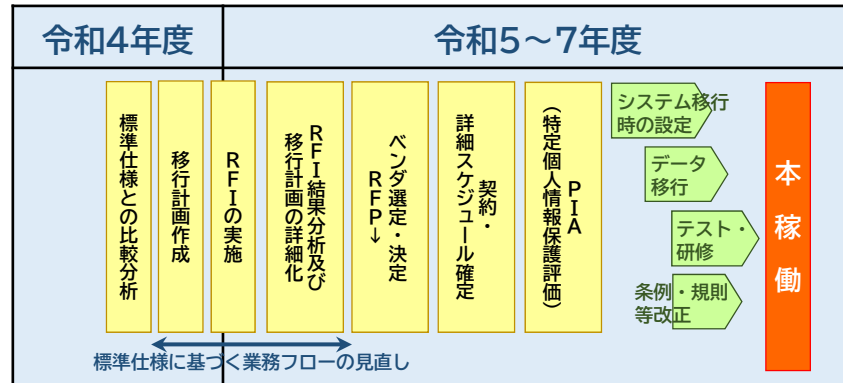 令和4年度
令和5~7年度
標準仕様との比較分析
移行計画作成
RFIの実施
RFI結果分析及び
移行計画の詳細化
RFP→
ベンダ選定・決定
契約・
詳細スケジュール確定
PIA
(特定個人情報保護評価)
システム移行
時の設定
データ
移行
テスト・
研修
条例・規則
等改正
本稼働
標準仕様に基づく業務フローの見直し